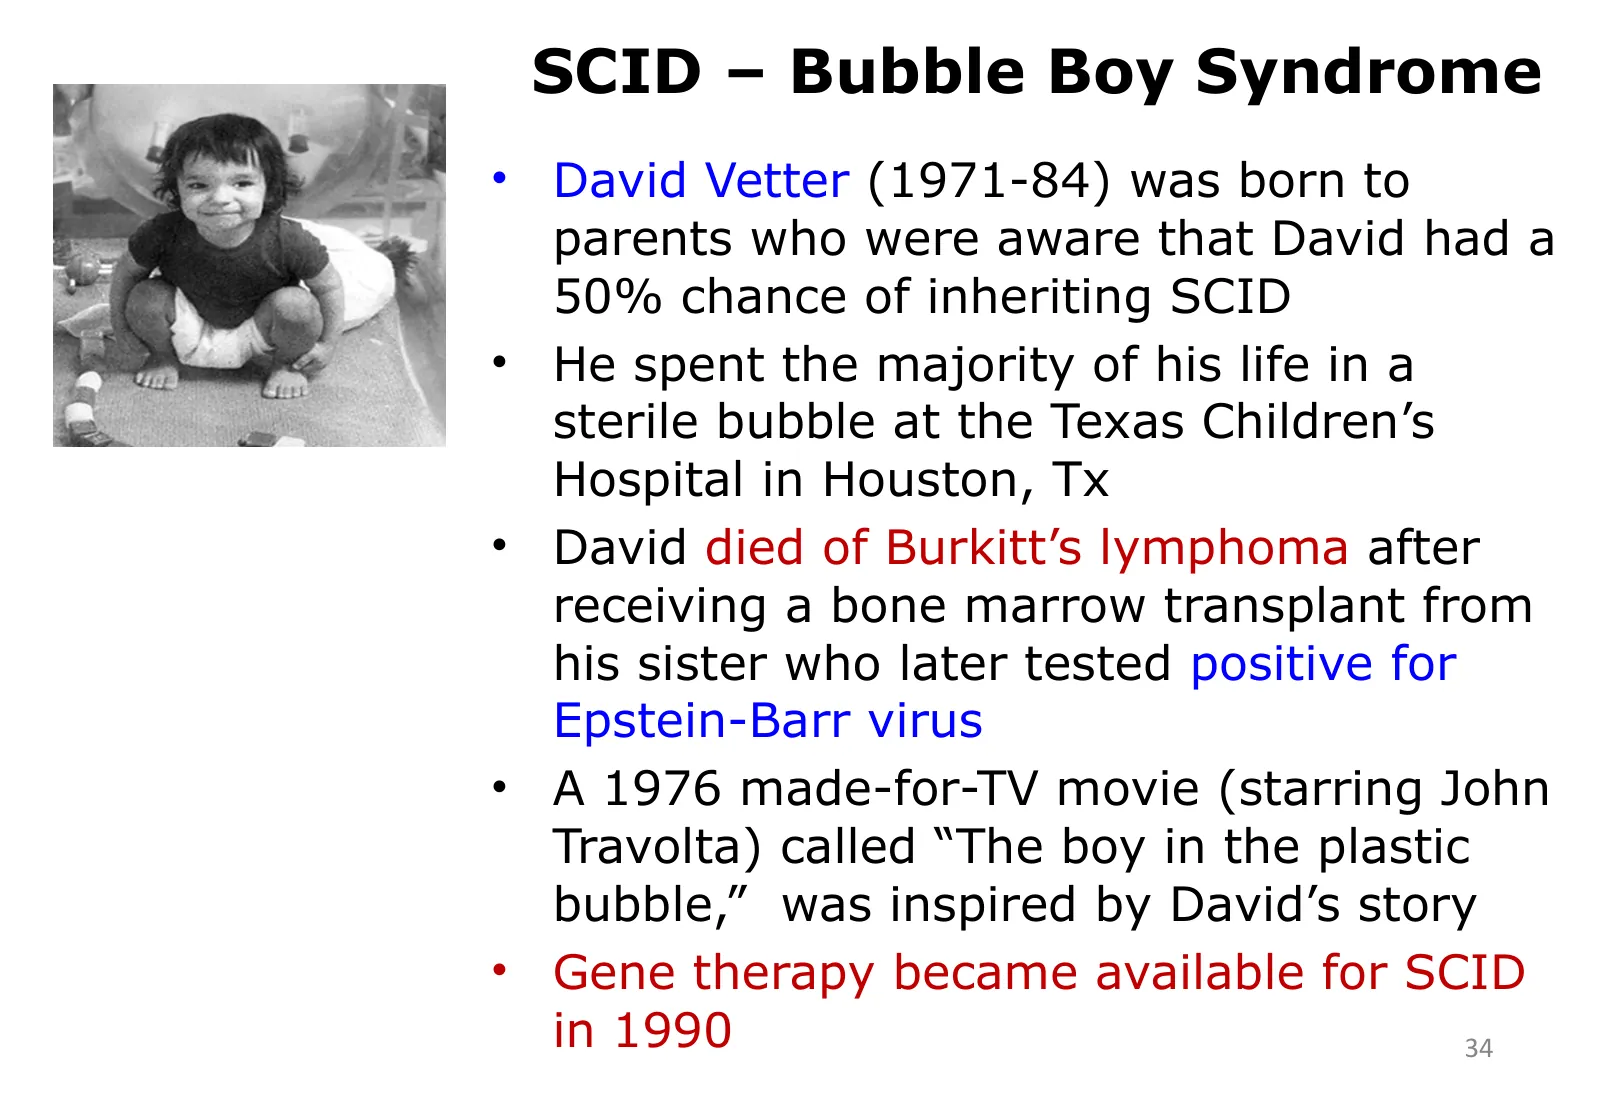 SCID – Bubble Boy Syndrome
• David Vetter (1971-84) was born to
parents who were aware that David had a
50% chance of inheriting SCID
• He spent the majority of his life in a
sterile bubble at the Texas Children’s
Hospital in Houston, Tx
• David died of Burkitt’s lymphoma after
receiving a bone marrow transplant from
his sister who later tested positive for
Epstein-Barr virus
• A 1976 made-for-TV movie (starring John
Travolta) called “The boy in the plastic
bubble,”  was inspired by David’s story
• Gene therapy became available for SCID
in 1990
34